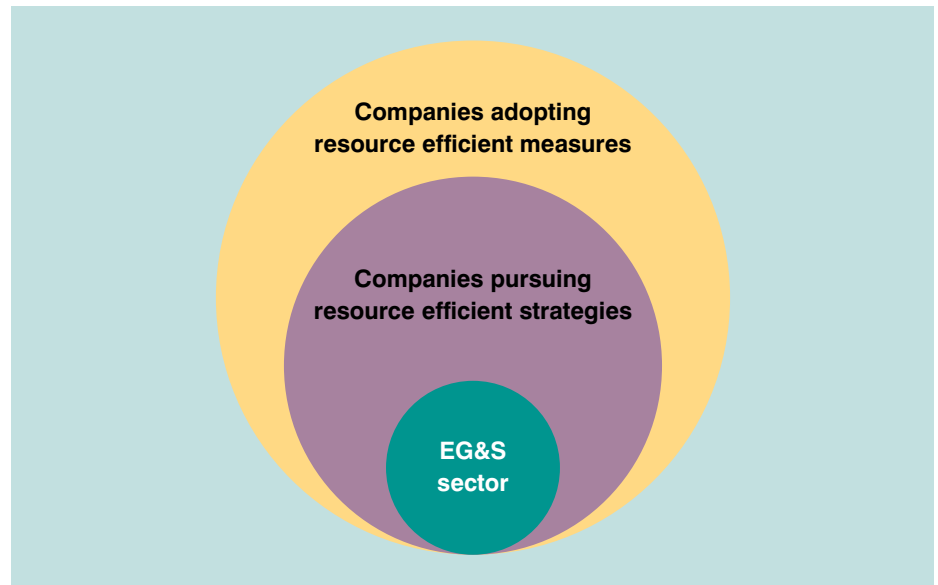 Companies adopting
resource efficient measures
Companies pursuing
resource efficient strategies
EG&S
sector